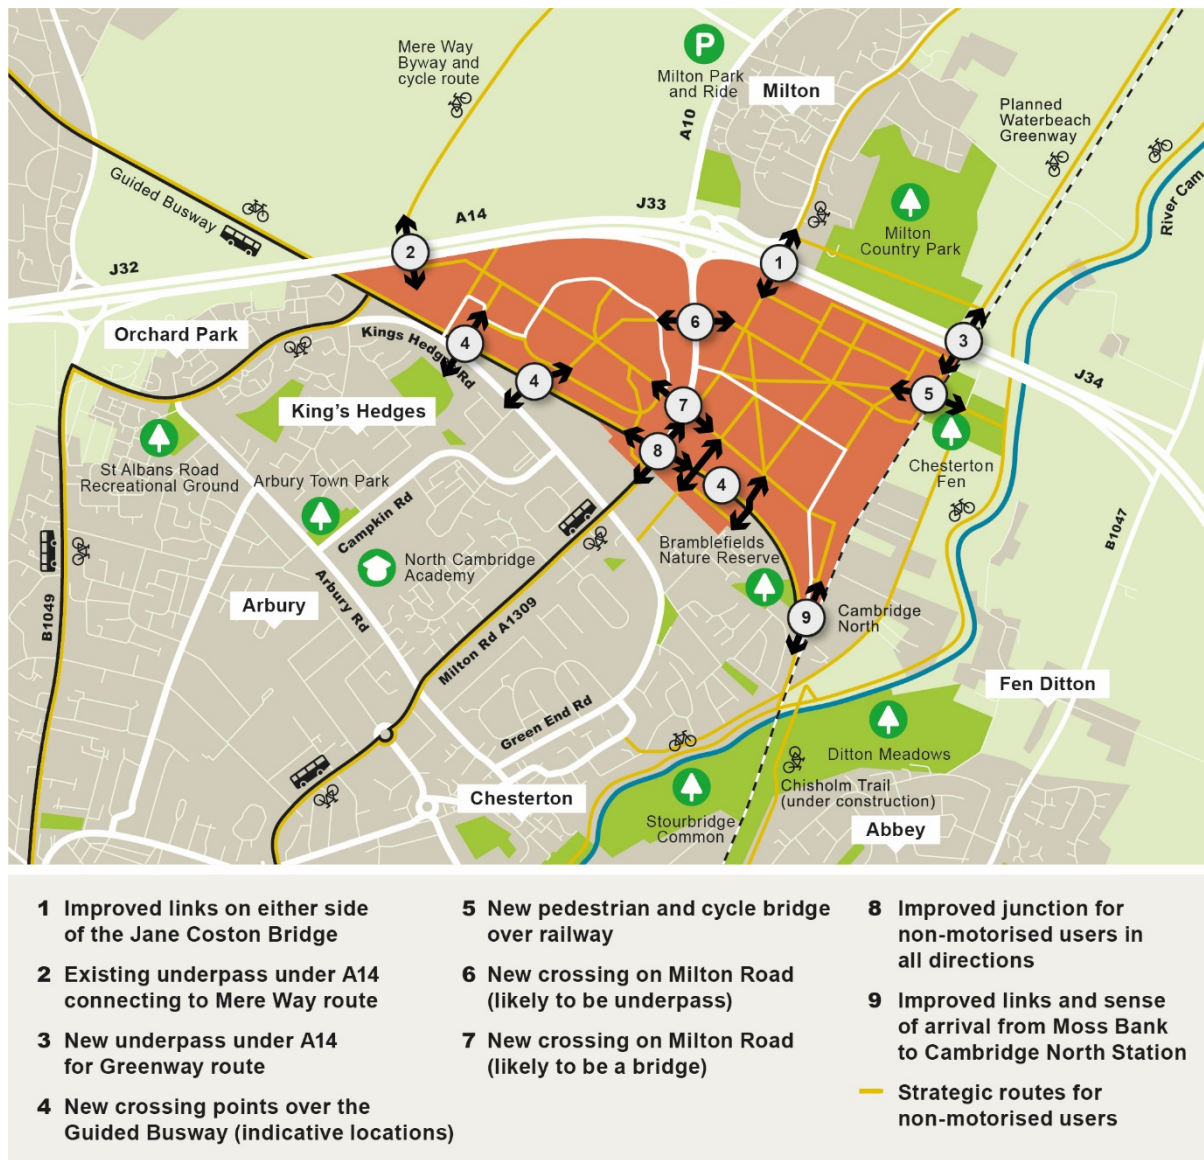 Mere Way
Byway and
cycle route
P
Milton Park
and Ride
Milton
A10
Planned
Waterbeach
Greenway
River Cam
Guided Busway
A14
J33
Milton
Country Park
2
1
J32
6
3
Orchard Park
Kings Hedges Rd
4
4
5
J34
King's Hedges
7
8
4
St Albans Road
Recreational Ground
Arbury Town Park
Campkin Rd
Chesterton
Fen
B1047
North Cambridge
Academy
Bramblefields
Nature Reserve
B1049
Arbury
Arbury Rd
Milton Rd A1309
9
Cambridge
North
Green End Rd
Fen Ditton
Ditton Meadows
Chesterton
Chisholm Trail
(under construction)
Stourbridge
Common
Abbey
1 Improved links on either side
of the Jane Coston Bridge
2 Existing underpass under A14
connecting to Mere Way route
3 New underpass under A14
for Greenway route
4 New crossing points over the
Guided Busway (indicative locations)
5 New pedestrian and cycle bridge
over railway
6 New crossing on Milton Road
(likely to be underpass)
7 New crossing on Milton Road
(likely to be a bridge)
8 Improved junction for
non-motorised users in
all directions
9 Improved links and sense
of arrival from Moss Bank
to Cambridge North Station
Strategic routes for
non-motorised users